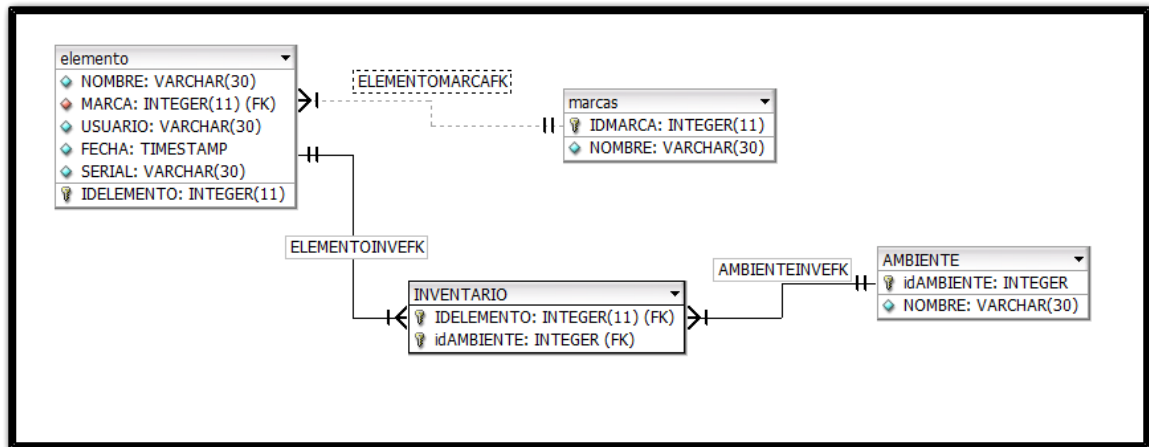 elemento
NOMBRE: VARCHAR(30)
MARCA: INTEGER(11) (FK)
USUARIO: VARCHAR(30)
FECHA: TIMESTAMP
SERIAL: VARCHAR(30)
IDELEMENTO: INTEGER(11)
ELEMENTOMARCAFK
marcas
IDMARCA: INTEGER(11)
NOMBRE: VARCHAR(30)
ELEMENTOINVEFK
INVENTARIO
IDELEMENTO: INTEGER(11) (FK)
idAMBIENTE: INTEGER (FK)
AMBIENTEINVEFK
AMBIENTE
idAMBIENTE: INTEGER
NOMBRE: VARCHAR(30)